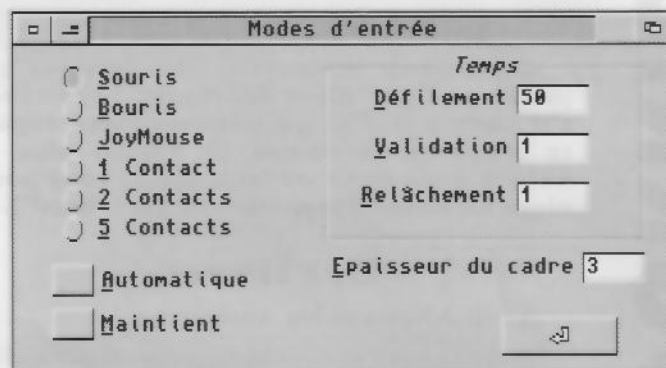 Modes d'entrée
Souris
Bouris
JoyMouse
1 Contact
2 Contacts
5 Contacts
Automatique
Maintient
Temps
Défilement 50
Validation 1
Relâchement 1
Epaisseur du cadre 3